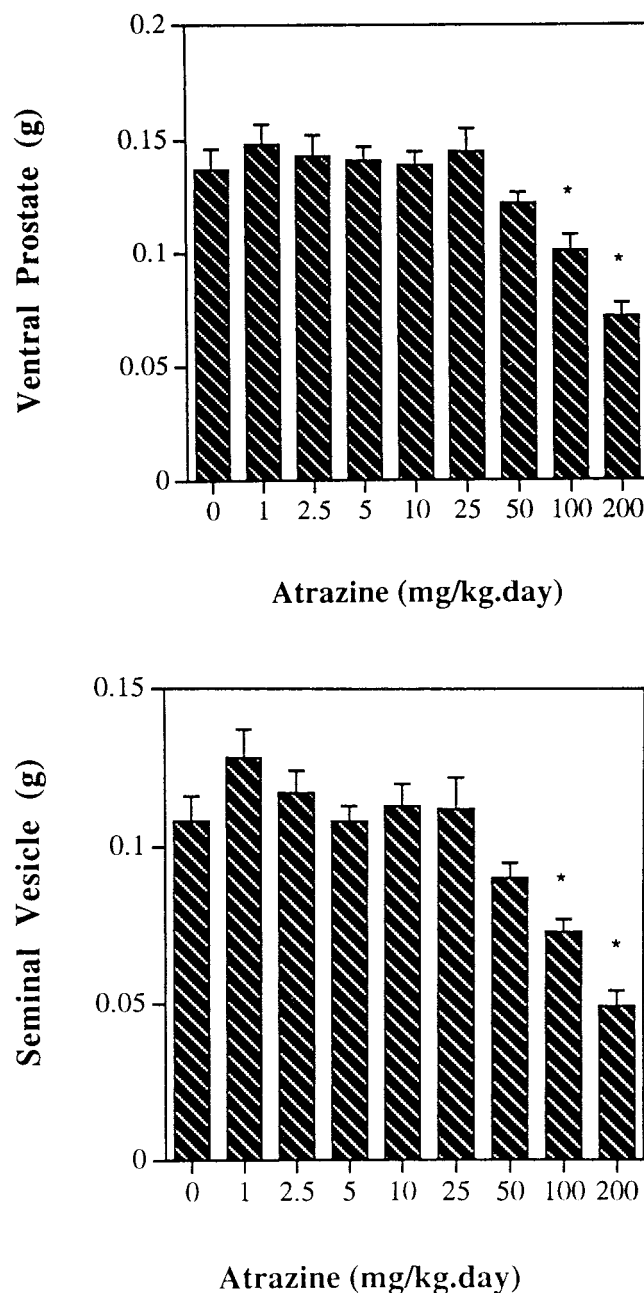 0.2
0.15
0.1
0.05
0
Ventral Prostate (g)
*
*
0 1 2.5 5 10 25 50 100 200
Atrazine (mg/kg.day)
0.15
0.1
0.05
0
Seminal Vesicle (g)
*
*
0 1 2.5 5 10 25 50 100 200
Atrazine (mg/kg.day)